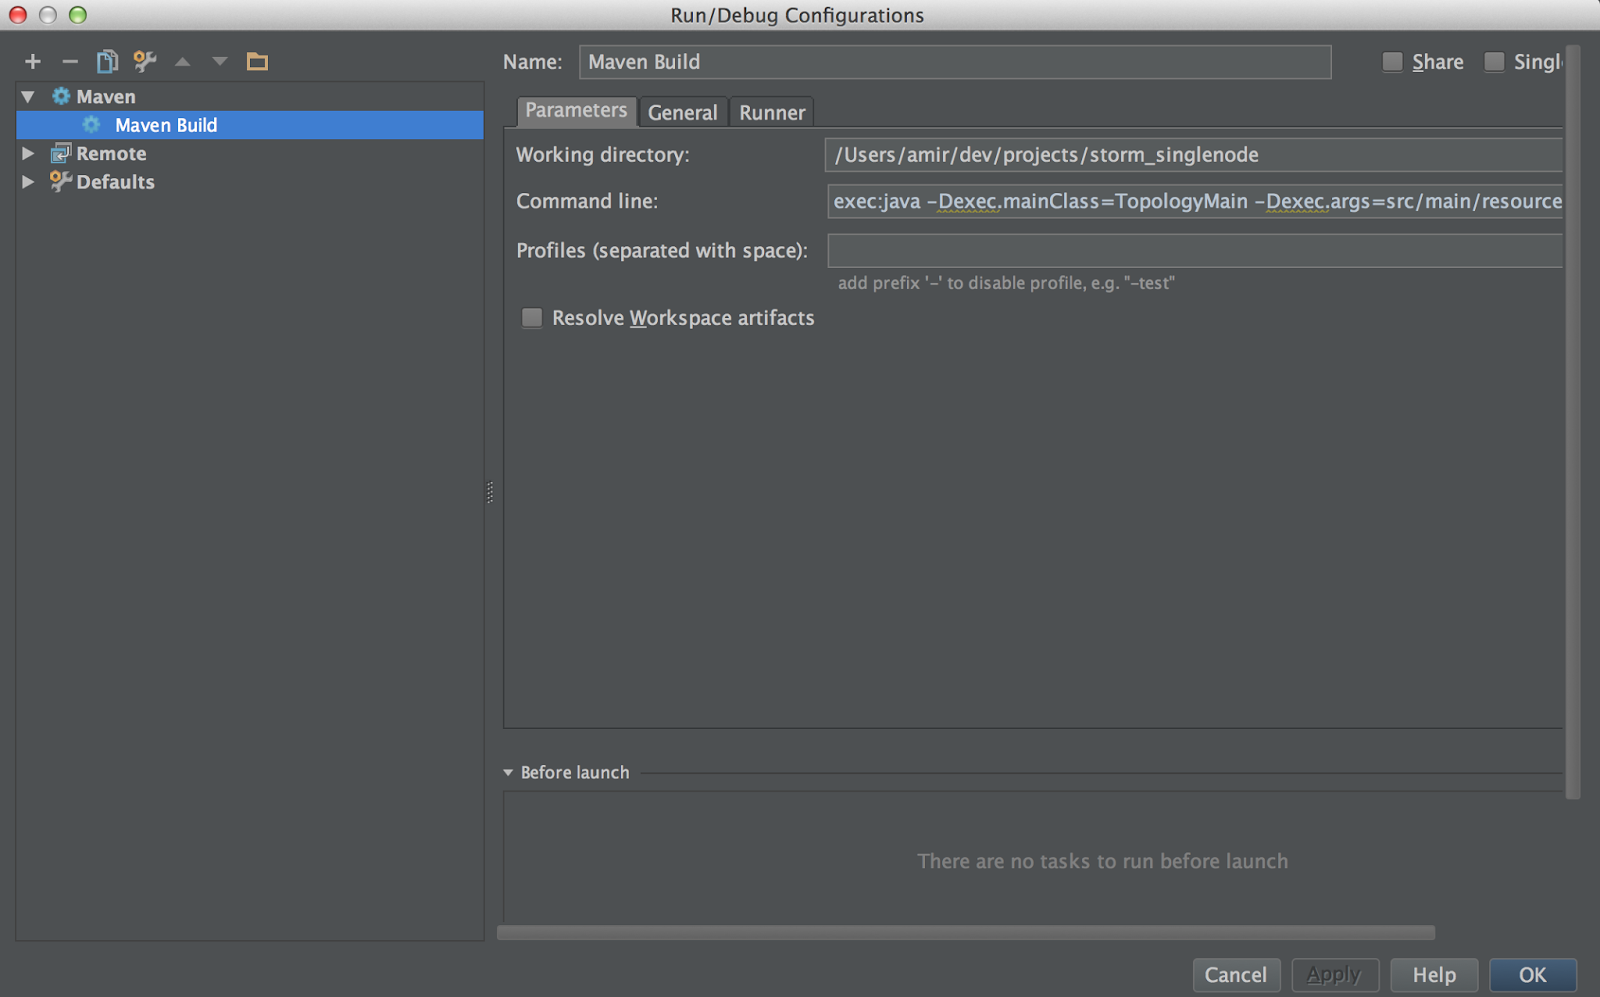 Run/Debug Configurations
Name: Maven Build Share Singl
Maven
Maven Build
Remote
Defaults
Parameters General Runner
Working directory: /Users/amir/dev/projects/storm_singlenode
Command line: exec:java -Dexec.mainClass=TopologyMain -Dexec.args=src/main/resource
Profiles (separated with space):
add prefix '-' to disable profile, e.g. "-test"
Resolve Workspace artifacts
Before launch
There are no tasks to run before launch
Cancel Apply Help OK